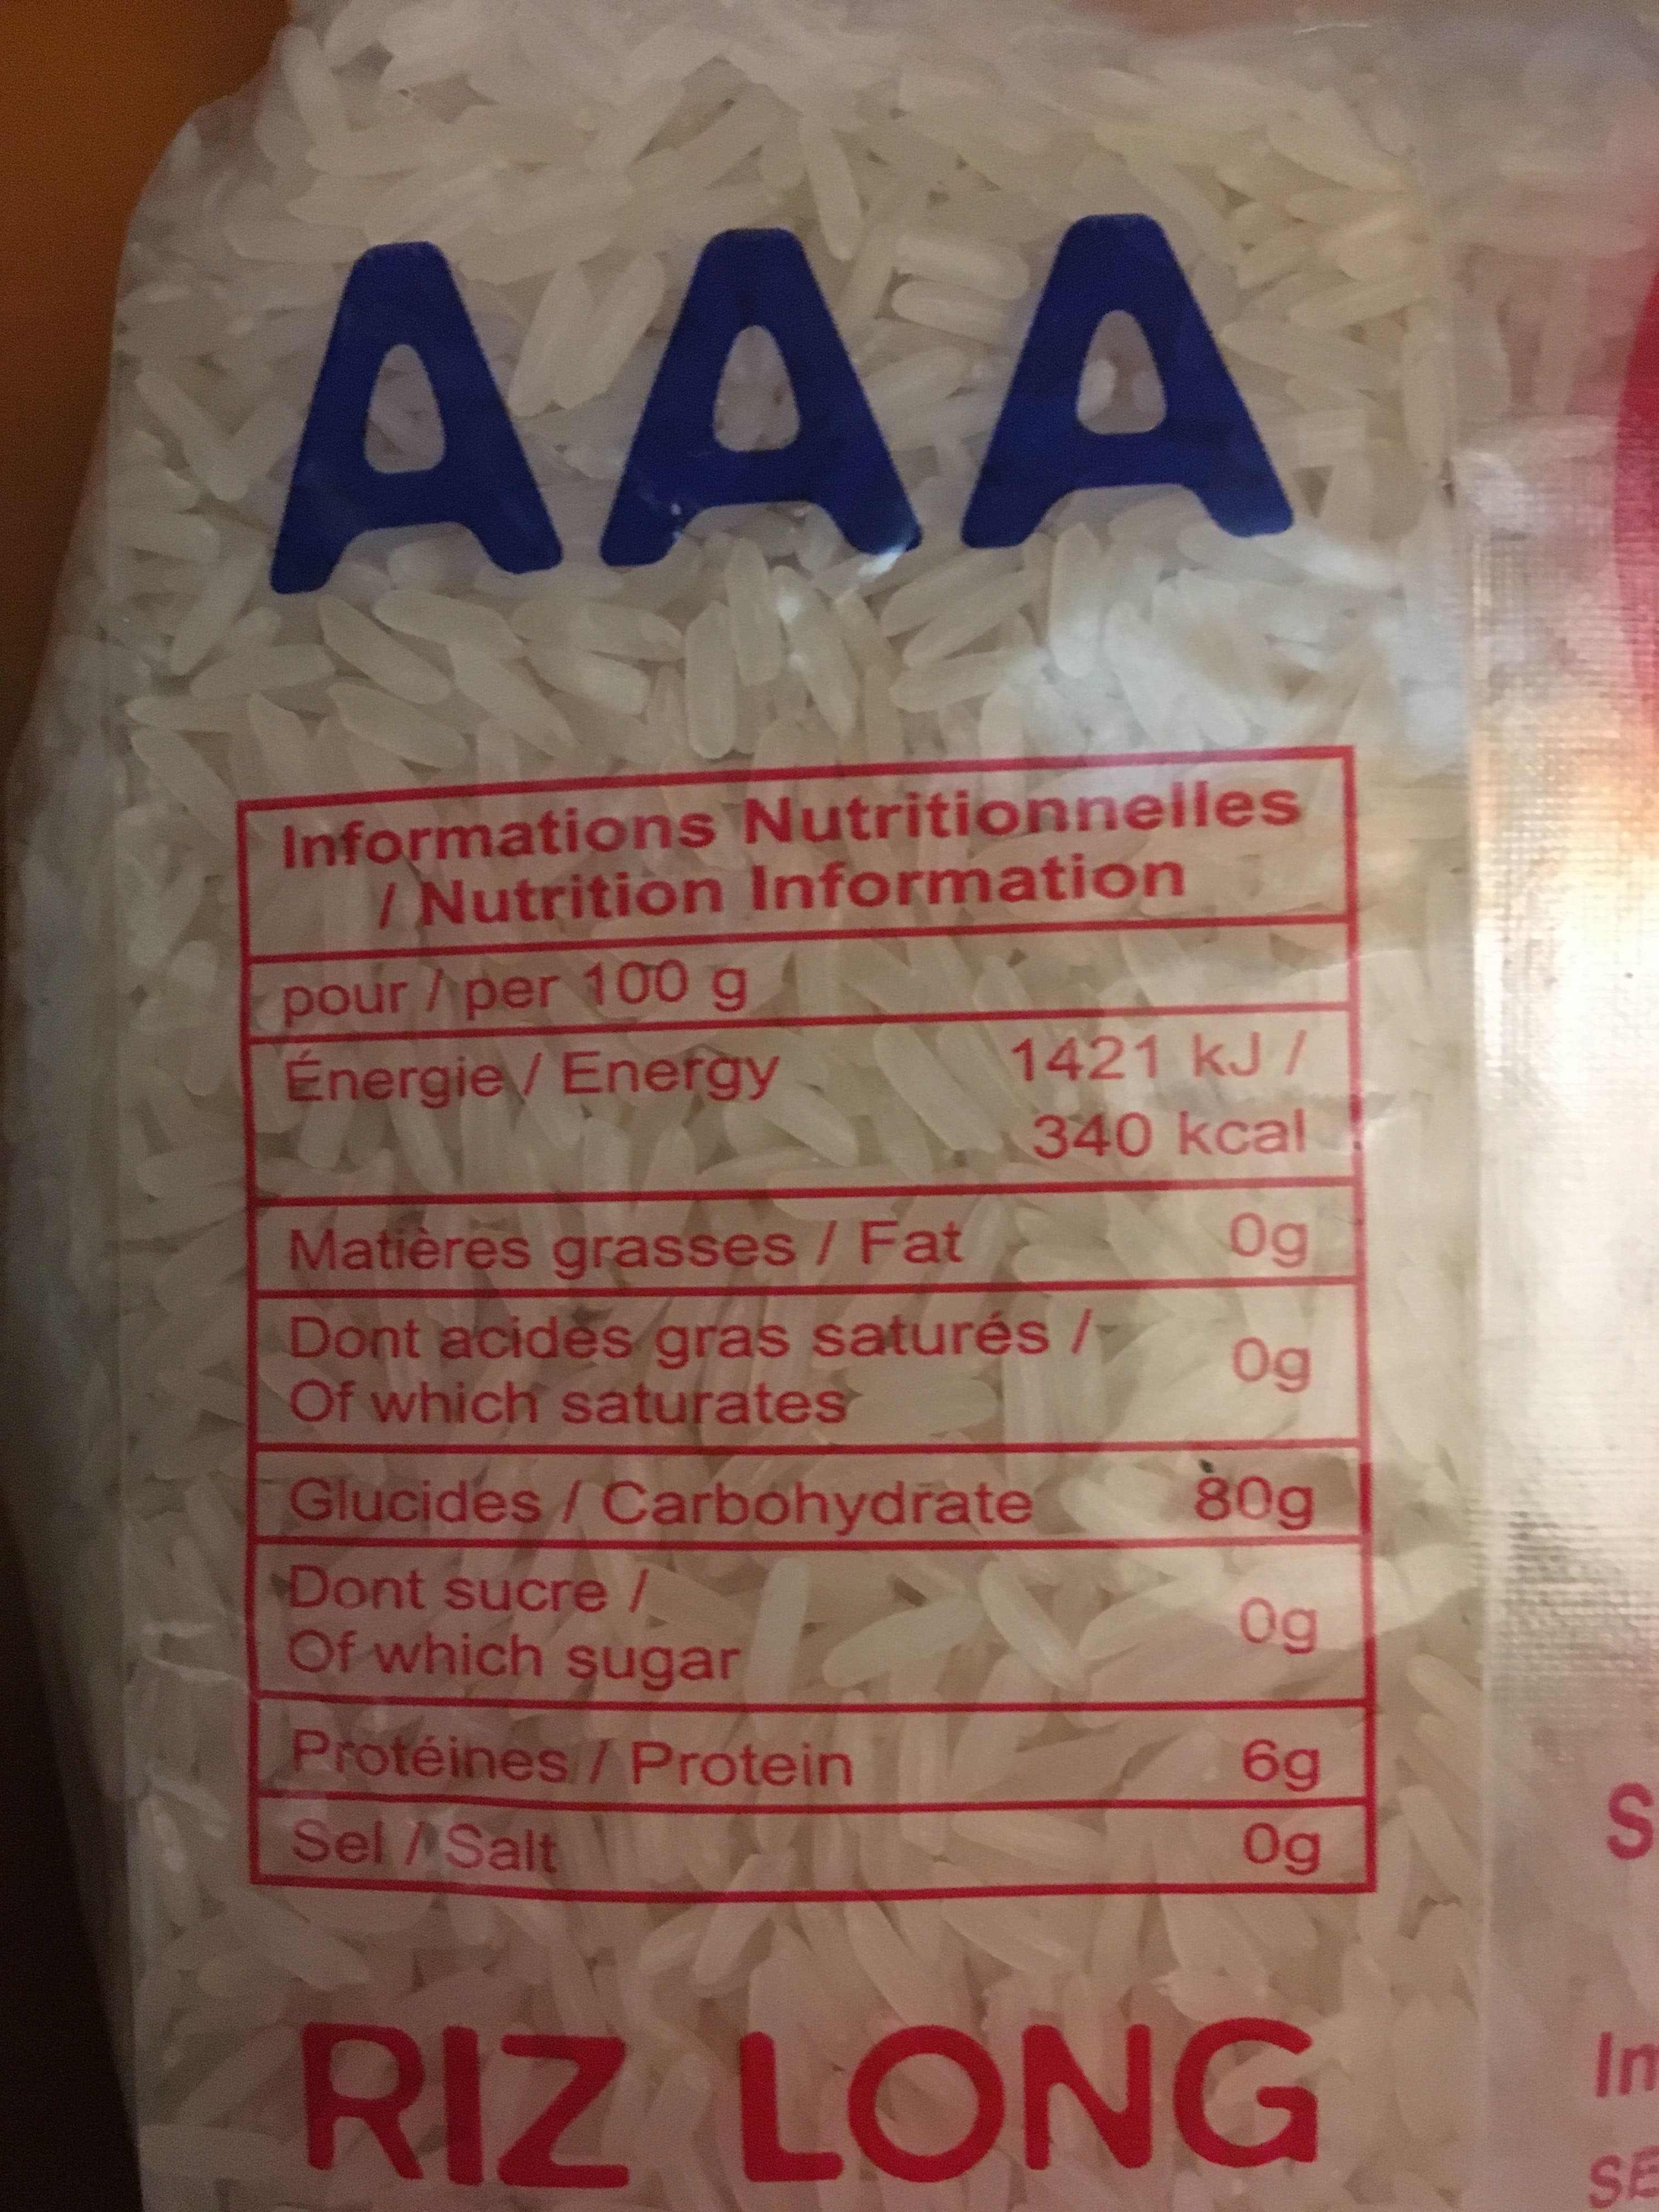 AAA
Informations Nutritionnelles
/ Nutrition Information
pour / per 100 g
Énergie / Energy 1421 kJ /
340 kcal
Matières grasses / Fat 0g
Dont acides gras saturés /
Of which saturates 0g
Glucides / Carbohydrate 80g
Dont sucre /
Of which sugar 0g
Protéines / Protein 6g
Sel / Salt 0g
RIZ LONG